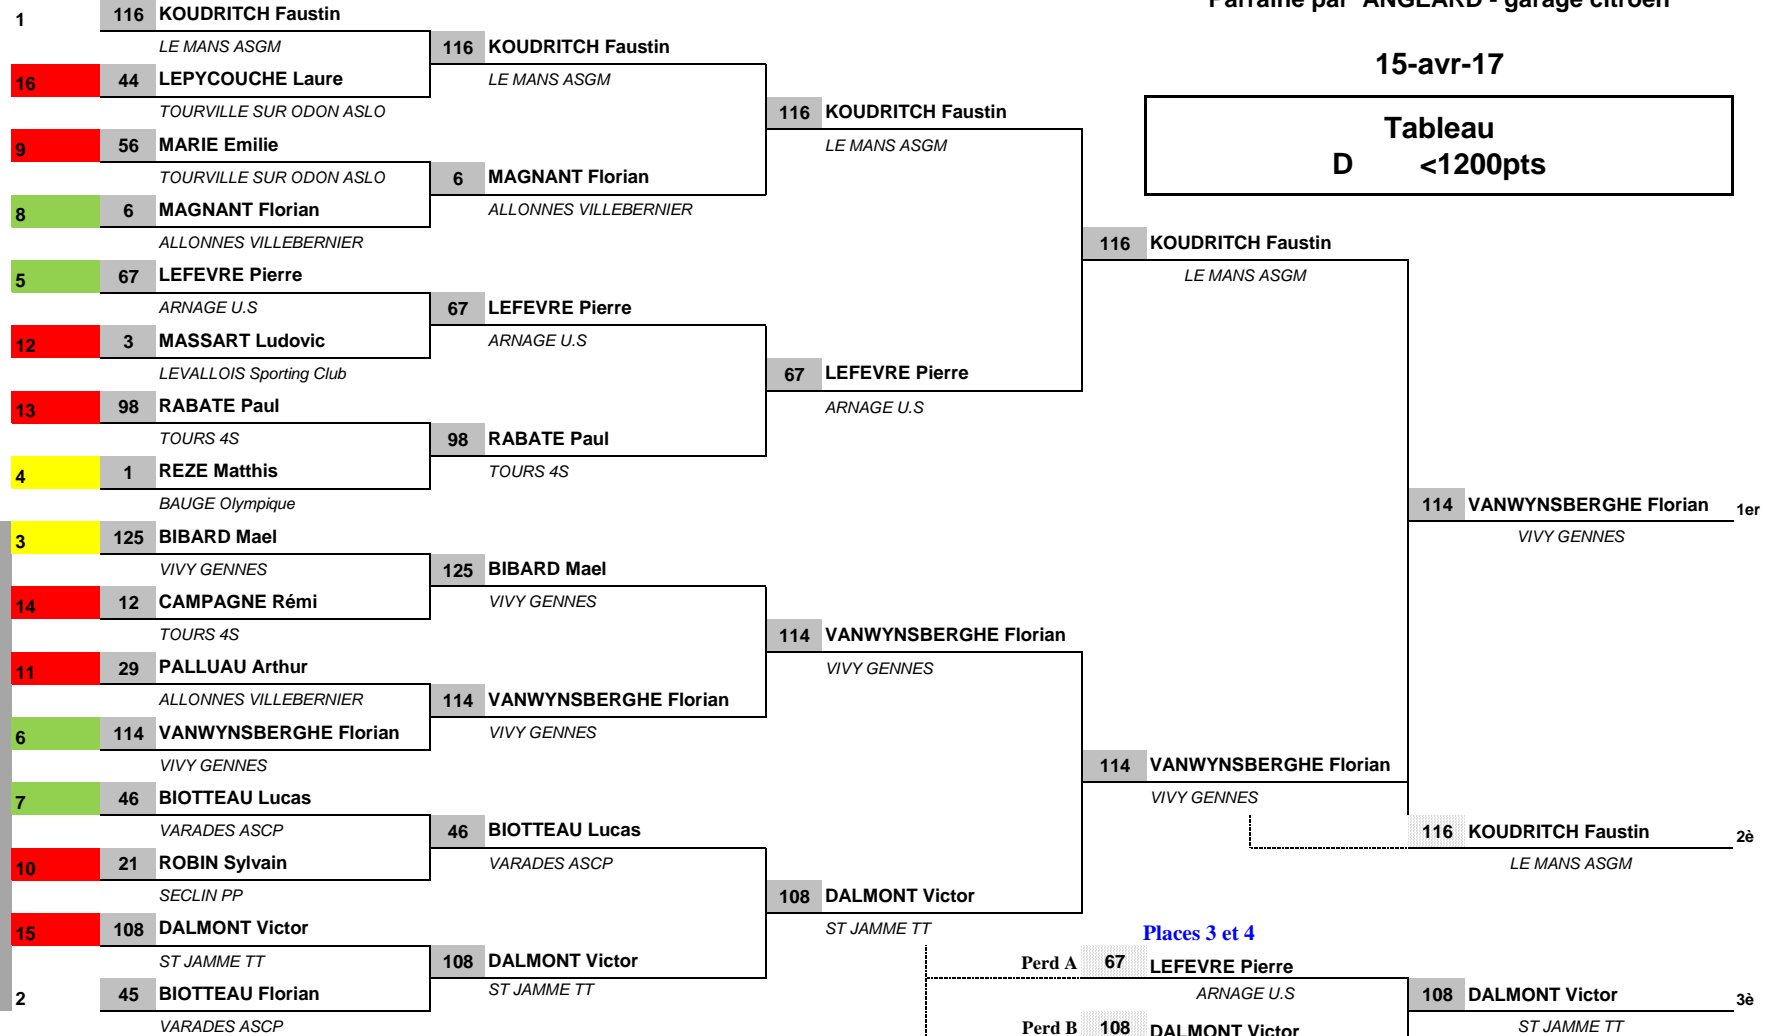 Parrainé par ANGEARD - garage citroen
15-avr-17
Tableau
D <1200pts
1 116 KOUDRITCH Faustin
LE MANS ASGM
16 44 LEPYCOUCHE Laure
TOURVILLE SUR ODON ASLO
9 56 MARIE Emilie
TOURVILLE SUR ODON ASLO
8 6 MAGNANT Florian
ALLONNES VILLEBERNIER
5 67 LEFEVRE Pierre
ARNAGE U.S
12 3 MASSART Ludovic
LEVALLOIS Sporting Club
13 98 RABATE Paul
TOURS 4S
4 1 REZE Matthis
BAUGE Olympique
3 125 BIBARD Mael
VIVY GENNES
14 12 CAMPAGNE Rémi
TOURS 4S
11 29 PALLUAU Arthur
ALLONNES VILLEBERNIER
6 114 VANWYNSBERGHE Florian
VIVY GENNES
7 46 BIOTTEAU Lucas
VARADES ASCP
10 21 ROBIN Sylvain
SECLIN PP
15 108 DALMONT Victor
ST JAMME TT
2 45 BIOTTEAU Florian
VARADES ASCP
116 KOUDRITCH Faustin
LE MANS ASGM
6 MAGNANT Florian
ALLONNES VILLEBERNIER
67 LEFEVRE Pierre
ARNAGE U.S
98 RABATE Paul
TOURS 4S
125 BIBARD Mael
VIVY GENNES
114 VANWYNSBERGHE Florian
VIVY GENNES
46 BIOTTEAU Lucas
VARADES ASCP
108 DALMONT Victor
ST JAMME TT
116 KOUDRITCH Faustin
LE MANS ASGM
67 LEFEVRE Pierre
ARNAGE U.S
114 VANWYNSBERGHE Florian
VIVY GENNES
108 DALMONT Victor
ST JAMME TT
116 KOUDRITCH Faustin
LE MANS ASGM
114 VANWYNSBERGHE Florian
VIVY GENNES
114 VANWYNSBERGHE Florian 1er
VIVY GENNES
116 KOUDRITCH Faustin 2è
LE MANS ASGM
Places 3 et 4
Perd A 67 LEFEVRE Pierre
ARNAGE U.S
Perd B 108 DALMONT Victor
108 DALMONT Victor 3è
ST JAMME TT